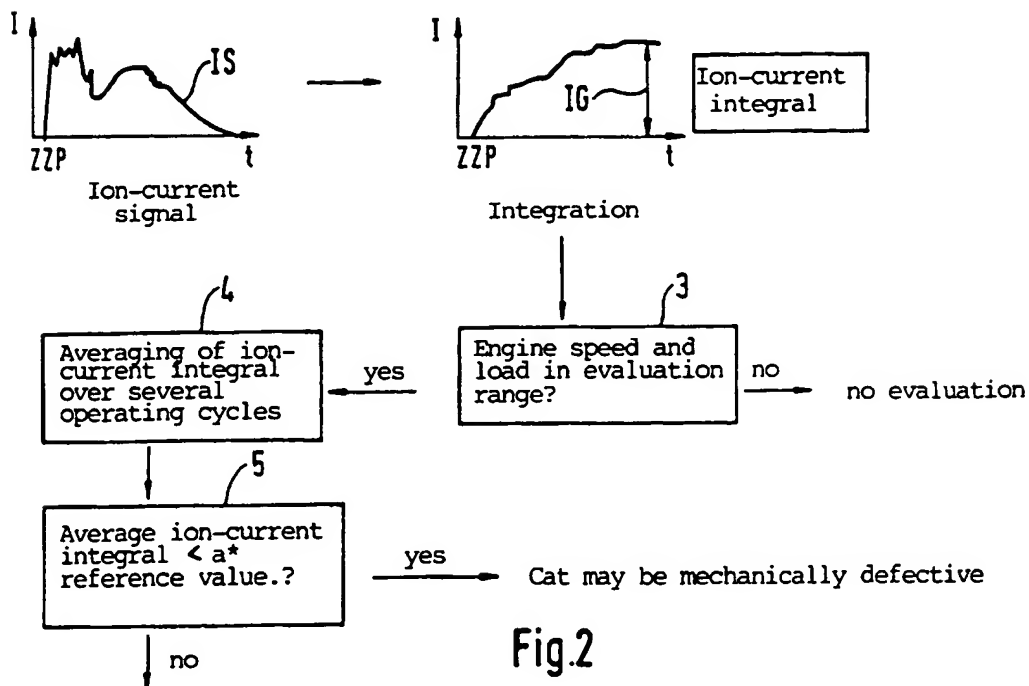 I
IS
ZZP
t
Ion-current
signal
I
IG
ZZP
t
Ion-current
integral
Integration
4
Averaging of ion-
current integral
over several
operating cycles
yes
3
Engine speed and
load in evaluation
range?
no
no evaluation
5
Average ion-current
integral < a*
reference value.?
yes
Cat may be mechanically defective
no
Fig.2